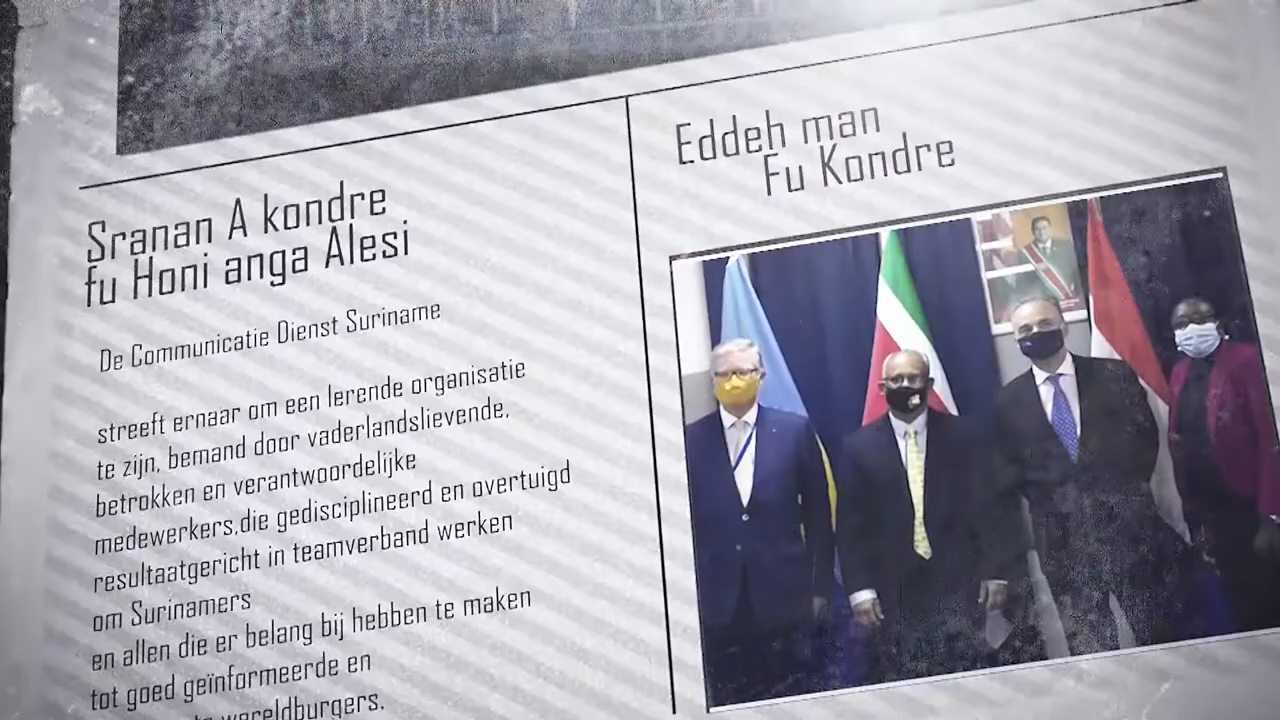 Sranan A kondre
fu Honi anga Alesi
De Communicatie Dienst Suriname
streeft ernaar om een lerende organisatie
te zijn, bemand door vaderlandslievende,
betrokken en verantwoordelijke
medewerkers,die gedisciplineerd en overtuigd
resultaatgericht in teamverband werken
om Surinamers
en allen die er belang bij hebben te maken
tot goed geïnformeerde en
wereldburgers.
Eddeh man
Fu Kondre